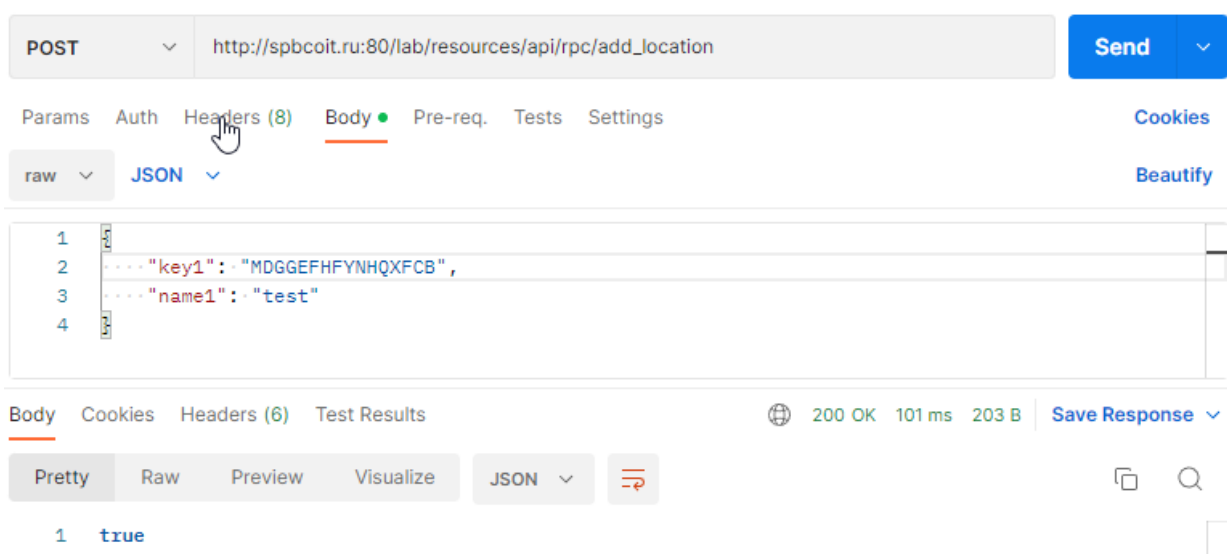 POST http://spbcoit.ru:80/lab/resources/api/rpc/add_location Send
Params Auth Headers (8) Body Pre-req. Tests Settings Cookies
raw JSON Beautify
1 {
2 ····"key1":·"MDGGEFHFYNHQXFCB",
3 ····"name1":·"test"
4 }
Body Cookies Headers (6) Test Results 200 OK 101 ms 203 B Save Response
Pretty Raw Preview Visualize JSON
1 true